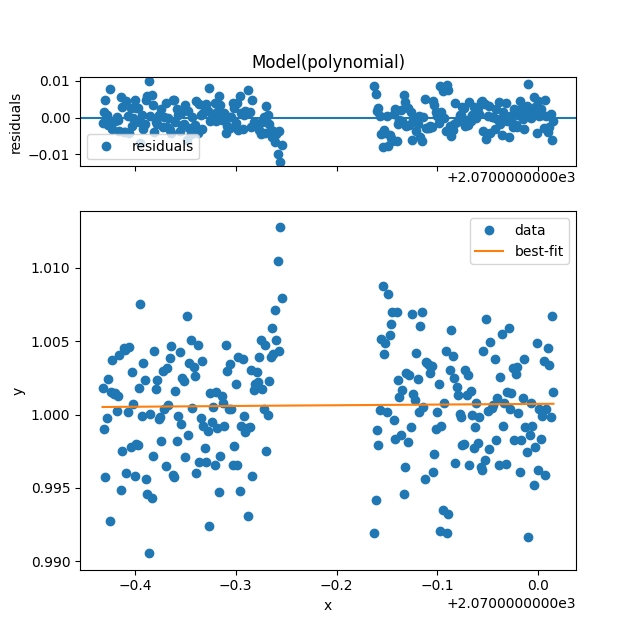 Model(polynomial)
0.01
0.00
−0.01
residuals
residuals
+2.0700000000e3
1.010
1.005
1.000
0.995
0.990
y
data
best-fit
−0.4
−0.3
−0.2
−0.1
0.0
x
+2.0700000000e3